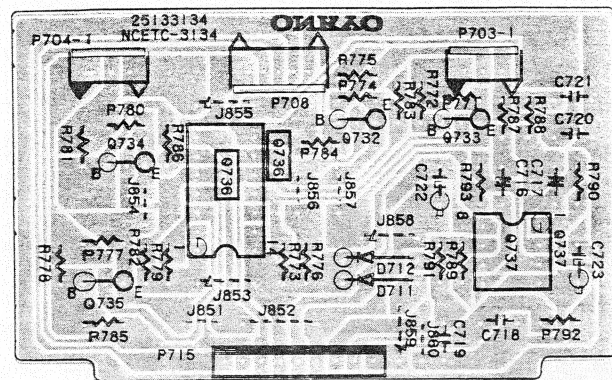 25133134
NCETC-3134
ONKYO
P704-1
P703-1
R775
P774
P708
R780
J855
R783
R772
R787
R788
C721
C720
R781
Q734
R786
B
E
B
E
Q732
B
E
Q733
P784
Q736
Q736
J854
J856
J857
C722
R793
C716
C717
R790
B
J858
Q737
Q737
C723
R778
P777
R779
R773
R776
D712
D711
R791
R789
B
E
Q735
J853
J851
J852
R785
J859
J860
C719
C718
P792
P715